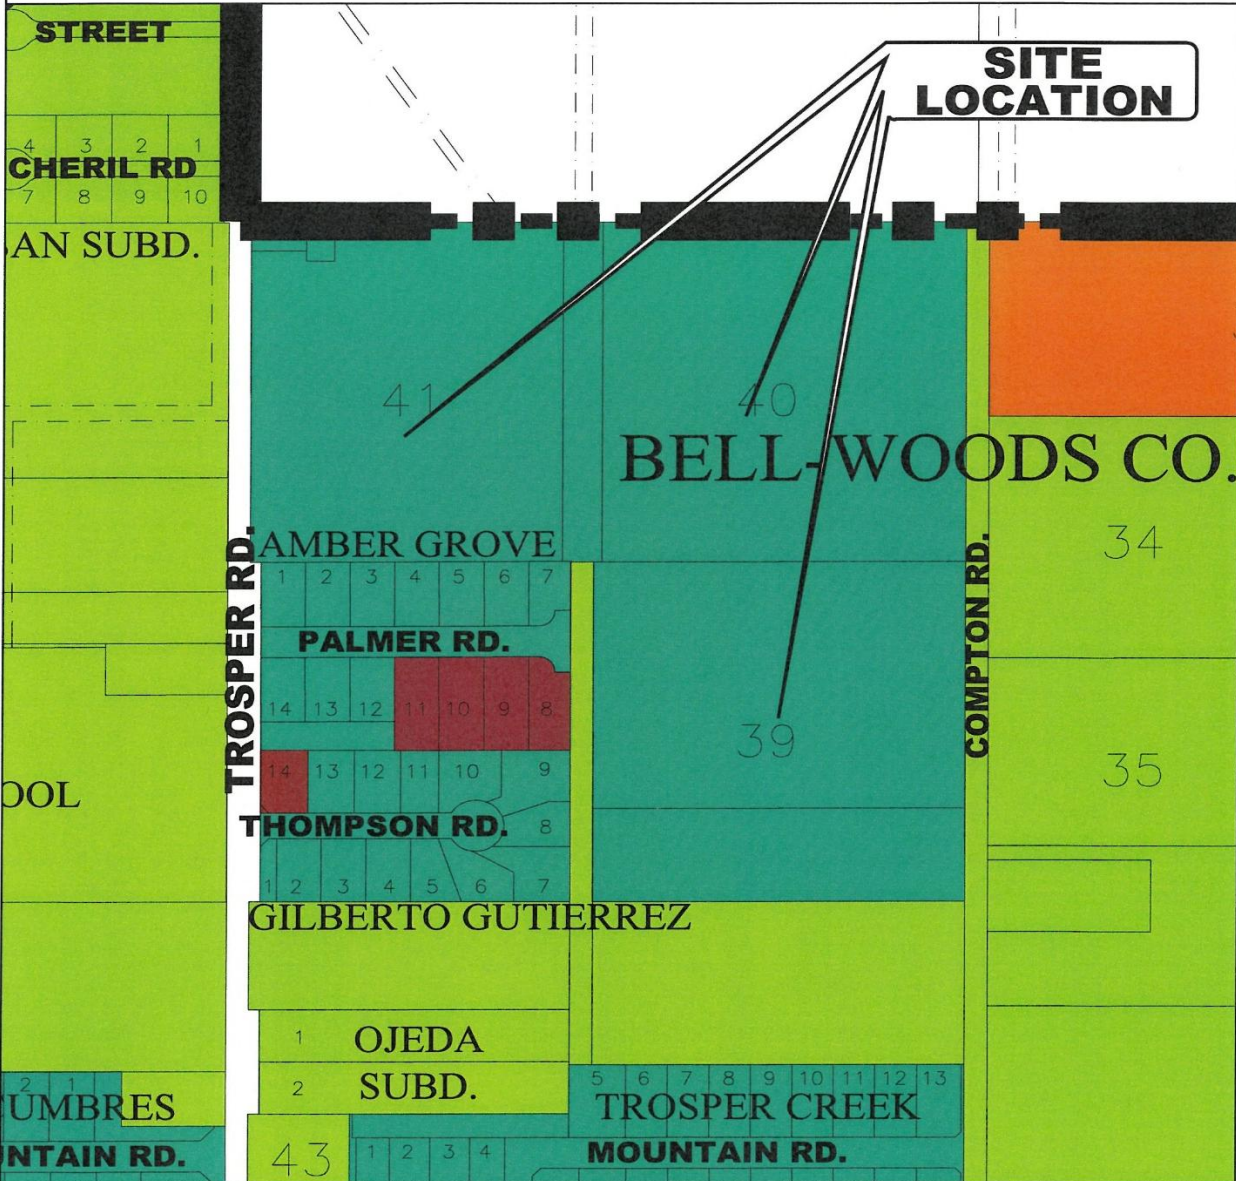 STREET
SITE
LOCATION
4 3 2 1
CHERIL RD
7 8 9 10
AN SUBD.
41
40
BELL-WOODS CO.
34
AMBER GROVE
1 2 3 4 5 6 7
TROSPER RD.
COMPTON RD.
PALMER RD.
14 13 12 11 10 9 8
39
35
14 13 12 11 10 9
OOL
THOMPSON RD.
8
1 2 3 4 5 6 7
GILBERTO GUTIERREZ
1 OJEDA
2 SUBD.
2 1
CUMBRES
5 6 7 8 9 10 11 12 13
TROSPER CREEK
NTAIN RD.
43
1 2 3 4
MOUNTAIN RD.